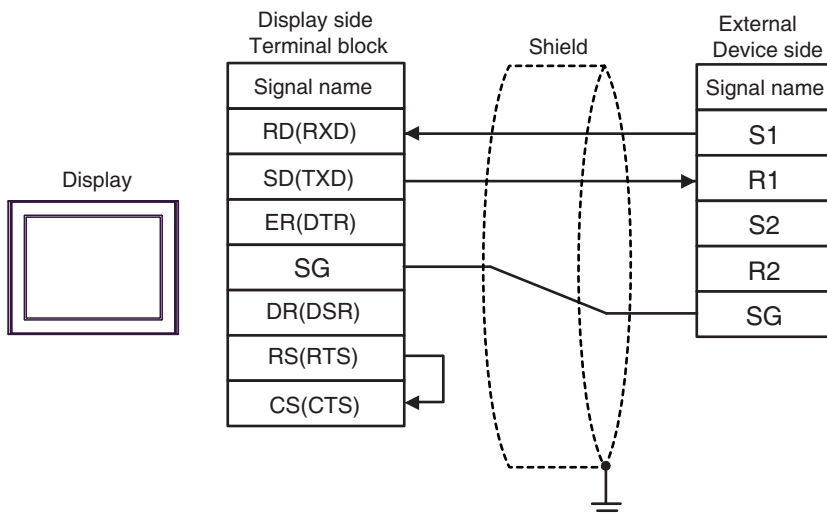 Display side
Terminal block
Shield
External
Device side
Signal name
Signal name
RD(RXD)
S1
SD(TXD)
R1
Display
ER(DTR)
S2
SG
R2
DR(DSR)
SG
RS(RTS)
CS(CTS)